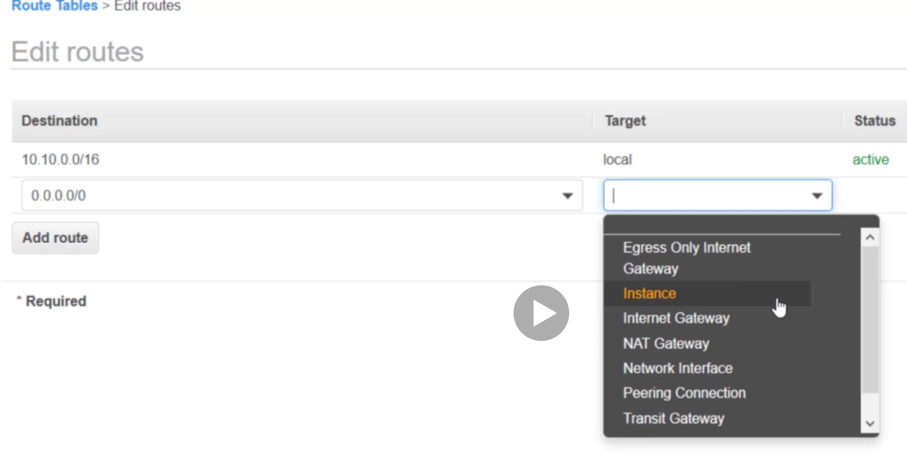 Route Tables > Edit routes
Edit routes
Destination Target Status
10.10.0.0/16 local active
0.0.0.0/0
Add route
Egress Only Internet
Gateway
Instance
Internet Gateway
NAT Gateway
Network Interface
Peering Connection
Transit Gateway
* Required